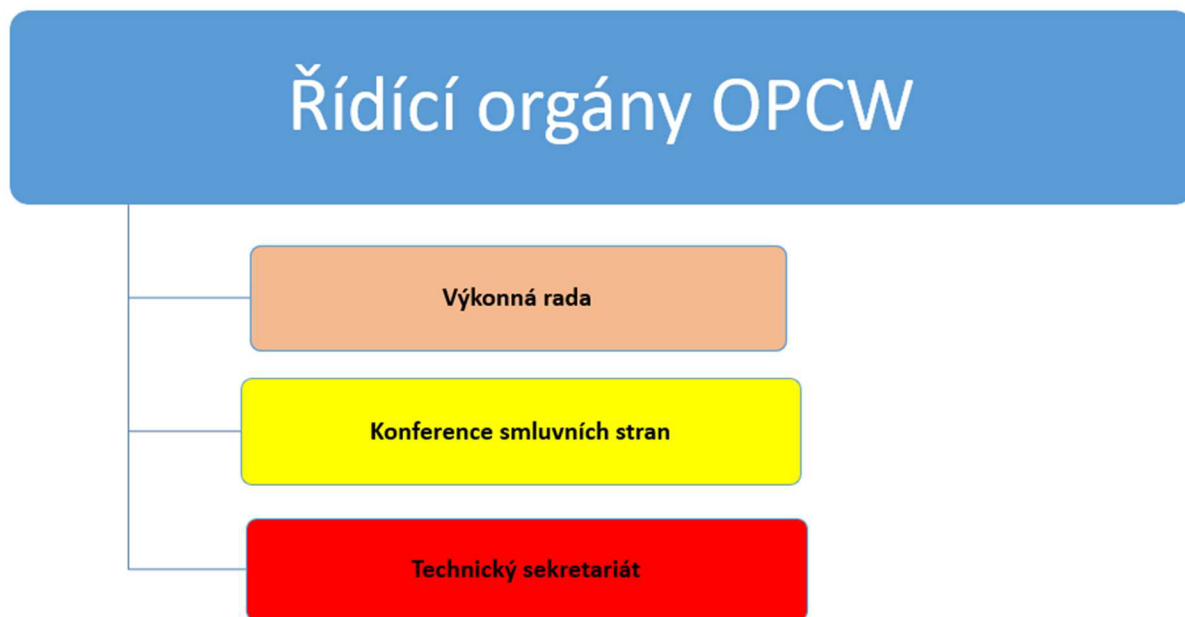 Řídící orgány OPCW
Výkonná rada
Konference smluvních stran
Technický sekretariát